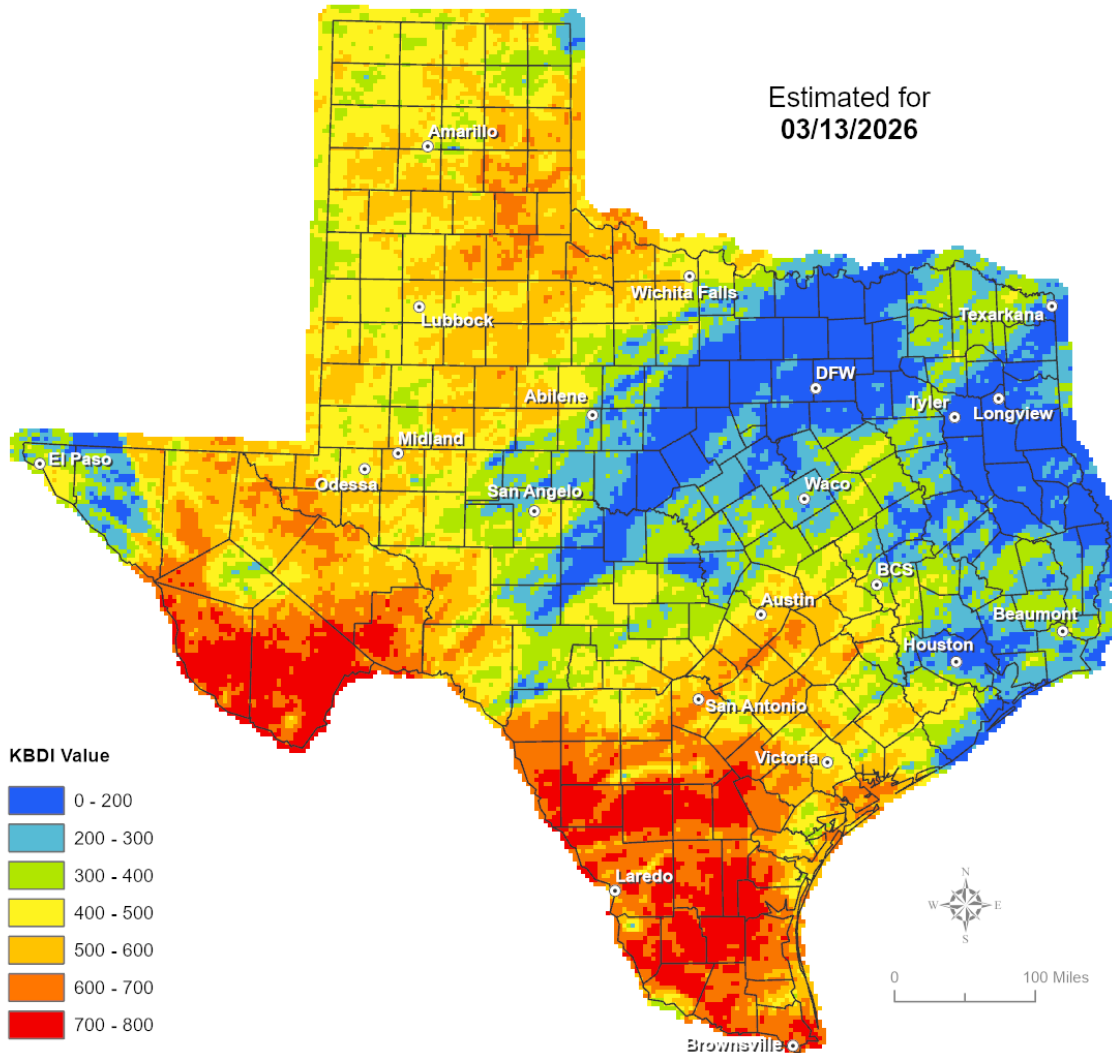 Estimated for
03/13/2026
Amarillo
Wichita Falls
Lubbock
Texarkana
DFW
Abilene
Tyler
Longview
Midland
El Paso
Odessa
San Angelo
Waco
BCS
Austin
Beaumont
Houston
San Antonio
Victoria
KBDI Value
0 - 200
200 - 300
300 - 400
400 - 500
500 - 600
600 - 700
700 - 800
Laredo
N
W E
S
0 100 Miles
Brownsville